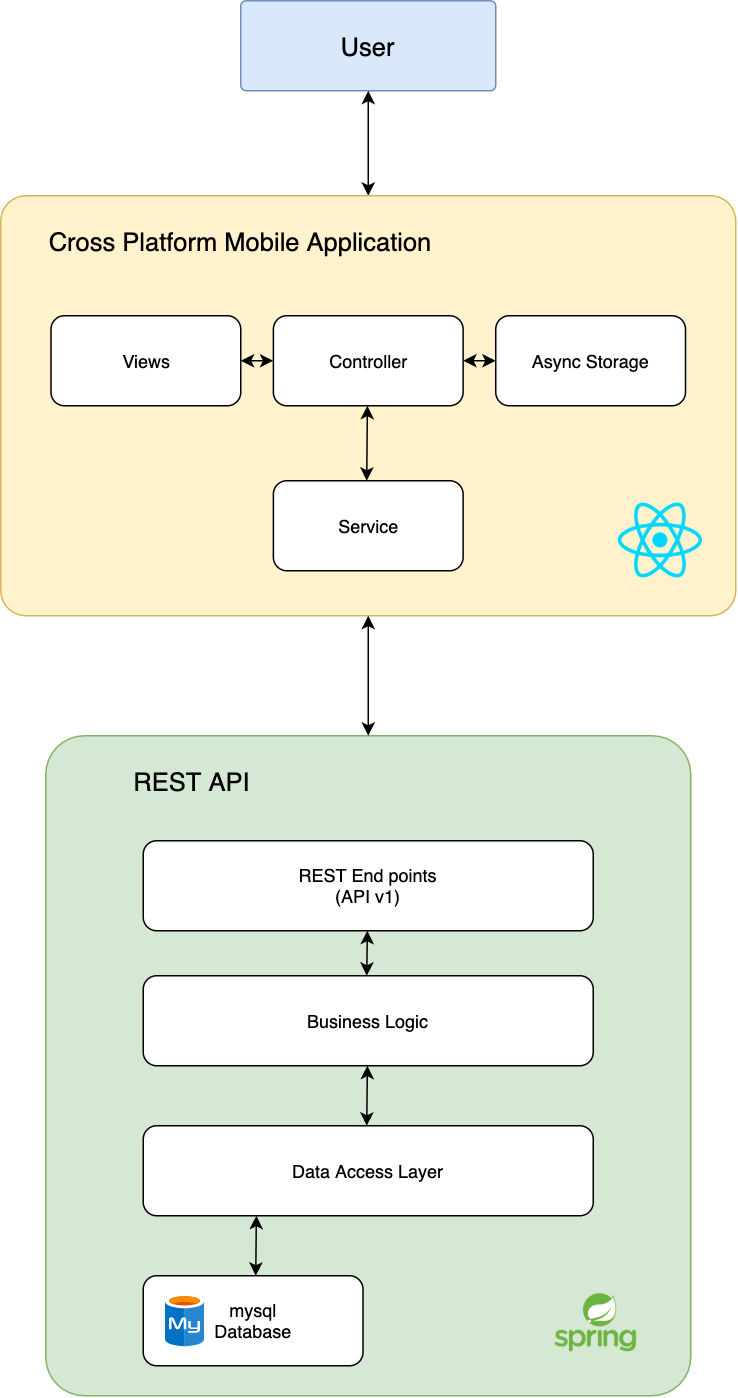 User
Cross Platform Mobile Application
Views
Controller
Async Storage
Service
REST API
REST End points
(API v1)
Business Logic
Data Access Layer
My
mysql
Database
spring